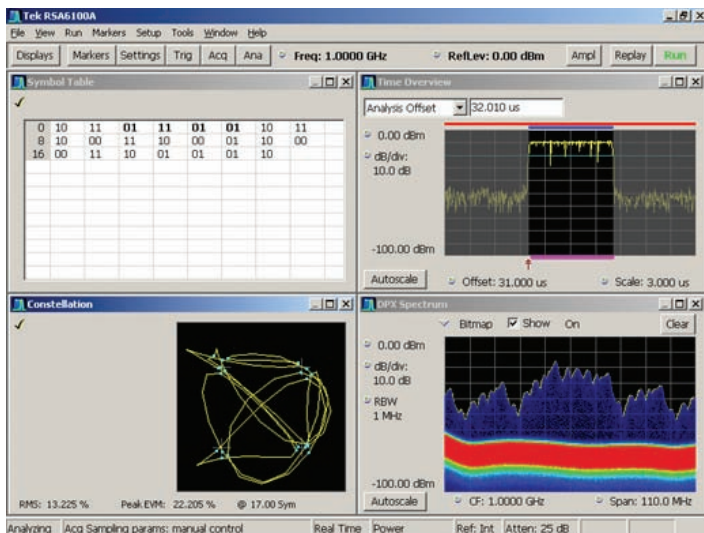 Tek RSA6100A
File View Run Markers Setup Tools Window Help
Displays Markers Settings Trig Acq Ana Freq: 1.0000 GHz RefLev: 0.00 dBm Ampl Replay Run
Symbol Table
0 10 11 01 11 01 01 10 11
8 10 00 11 10 00 01 10 00
16 00 11 10 01 01 01 10
Time Overview
Analysis Offset 32.010 us
0.00 dBm
dB/div:
10.0 dB
-100.00 dBm
Autoscale Offset: 31.000 us Scale: 3.000 us
Constellation
RMS: 13.225 % Peak EVM: 22.205 % @ 17.00 Sym
DPX Spectrum
Bitmap Show On Clear
0.00 dBm
dB/div:
10.0 dB
RBW
1 MHz
-100.00 dBm
Autoscale CF: 1.0000 GHz Span: 110.0 MHz
Analyzing Acq Sampling params: manual control Real Time Power Ref: Int Atten: 25 dB